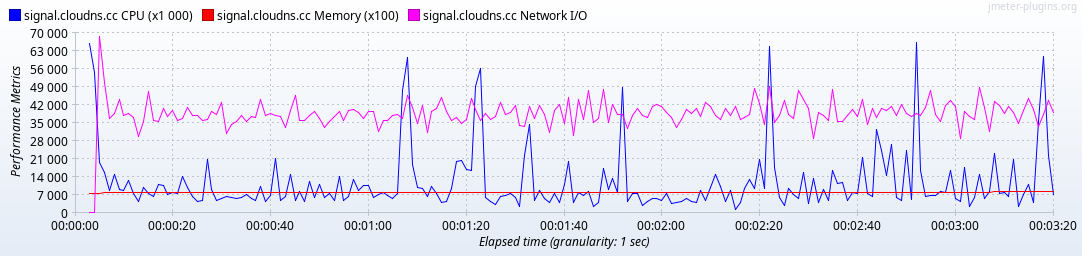 jmeter-plugins.org
signal.cloudns.cc CPU (x1 000) signal.cloudns.cc Memory (x100) signal.cloudns.cc Network I/O
Performance Metrics
70 000
63 000
56 000
49 000
42 000
35 000
28 000
21 000
14 000
7 000
0
00:00:00 00:00:20 00:00:40 00:01:00 00:01:20 00:01:40 00:02:00 00:02:20 00:02:40 00:03:00 00:03:20
Elapsed time (granularity: 1 sec)